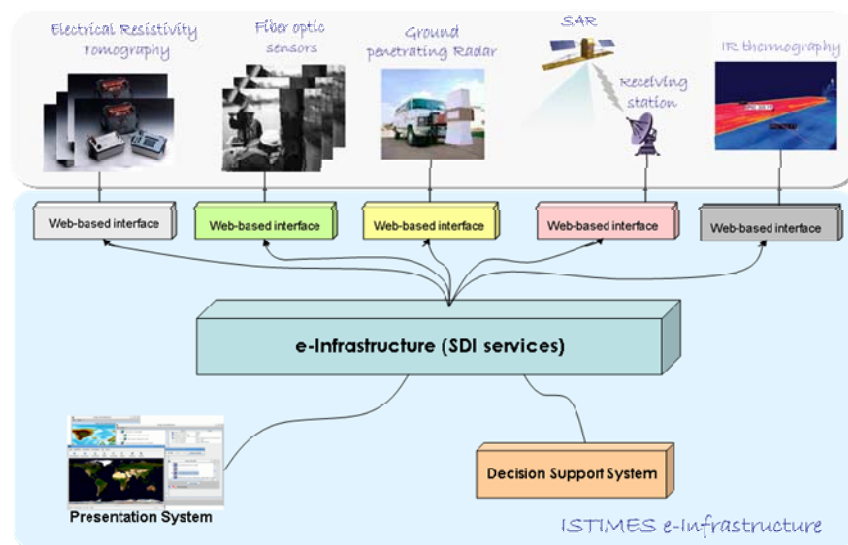 Electrical Resistivity
Tomography
Fiber optic
sensors
Ground
penetrating Radar
SAR
Receiving
station
IR thermography
Web-based interface
Web-based interface
Web-based interface
Web-based interface
Web-based interface
e-Infrastructure (SDI services)
Presentation System
Decision Support System
ISTIMES e-Infrastructure